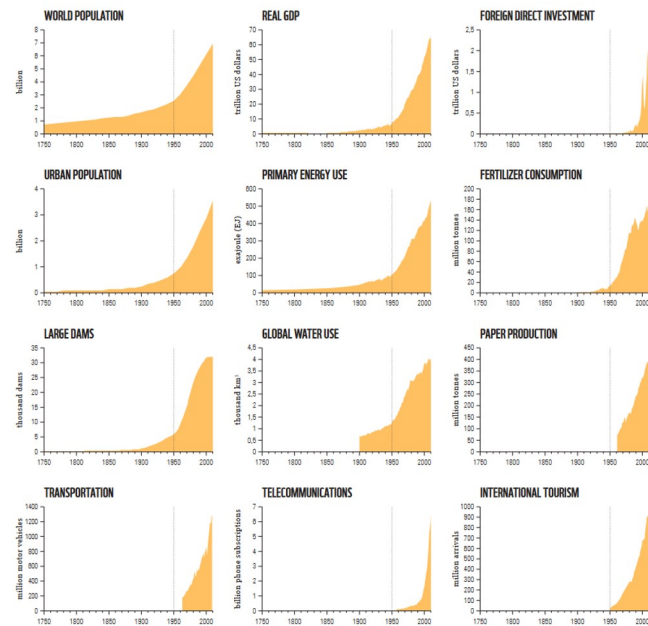 WORLD POPULATION
billion
8
7
6
5
4
3
2
1
0
1750 1800 1850 1900 1950 2000
REAL GDP
trillion US dollars
70
60
50
40
30
20
10
0
1750 1800 1850 1900 1950 2000
FOREIGN DIRECT INVESTMENT
trillion US dollars
2,5
2
1,5
1
0,5
0
1750 1800 1850 1900 1950 2000
URBAN POPULATION
billion
4
3
2
1
0
1750 1800 1850 1900 1950 2000
PRIMARY ENERGY USE
exajoule (EJ)
600
500
400
300
200
100
0
1750 1800 1850 1900 1950 2000
FERTILIZER CONSUMPTION
million tonnes
200
180
160
140
120
100
80
60
40
20
0
1750 1800 1850 1900 1950 2000
LARGE DAMS
thousand dams
35
30
25
20
15
10
5
0
1750 1800 1850 1900 1950 2000
GLOBAL WATER USE
thousand km³
4,5
4
3,5
3
2,5
2
1,5
1
0,5
0
1750 1800 1850 1900 1950 2000
PAPER PRODUCTION
million tonnes
450
400
350
300
250
200
150
100
50
0
1750 1800 1850 1900 1950 2000
TRANSPORTATION
million motor vehicles
1400
1200
1000
800
600
400
200
0
1750 1800 1850 1900 1950 2000
TELECOMMUNICATIONS
billion phone subscriptions
7
6
5
4
3
2
1
0
1750 1800 1850 1900 1950 2000
INTERNATIONAL TOURISM
million arrivals
1000
900
800
700
600
500
400
300
200
100
0
1750 1800 1850 1900 1950 2000